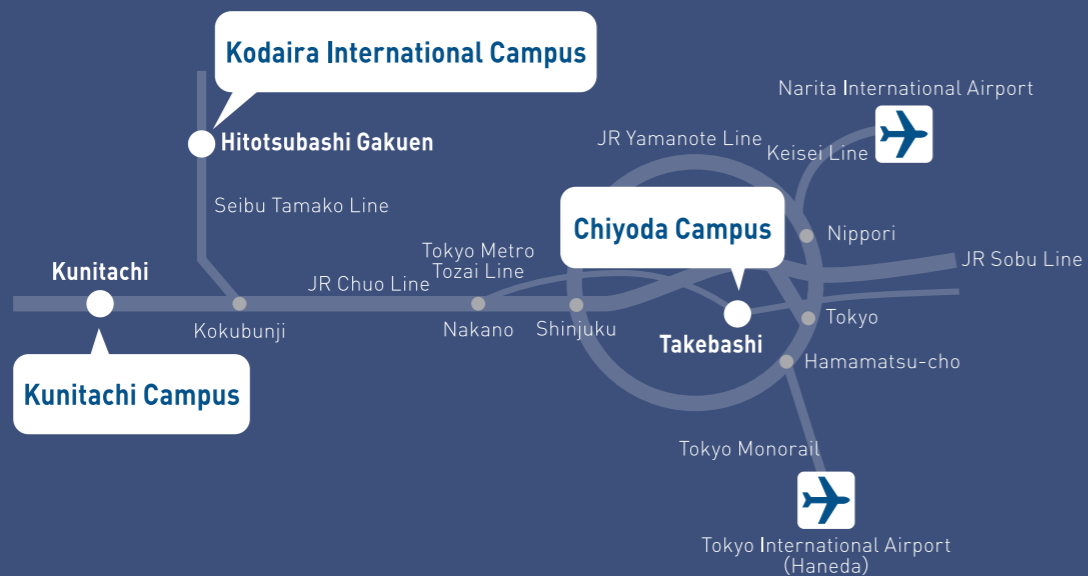 Kodaira International Campus
Narita International Airport
Hitotsubashi Gakuen
JR Yamanote Line
Keisei Line
Seibu Tamako Line
Chiyoda Campus
Nippori
Kunitachi
Tokyo Metro
Tozai Line
JR Sobu Line
JR Chuo Line
Kokubunji
Nakano
Shinjuku
Takebashi
Tokyo
Hamamatsu-cho
Kunitachi Campus
Tokyo Monorail
Tokyo International Airport
(Haneda)